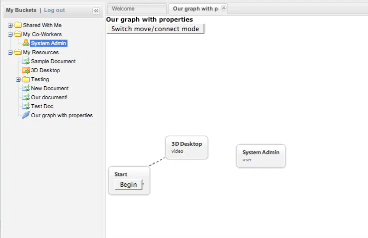 My Buckets | Log out
Shared With Me
My Co-Workers
System Admin
My Resources
Sample Document
3D Desktop
Testing
New Document
Our document!
Test Doc
Our graph with properties
Welcome
Our graph with p...
Our graph with properties
Switch move/connect mode
3D Desktop
video
System Admin
user
Start
Begin